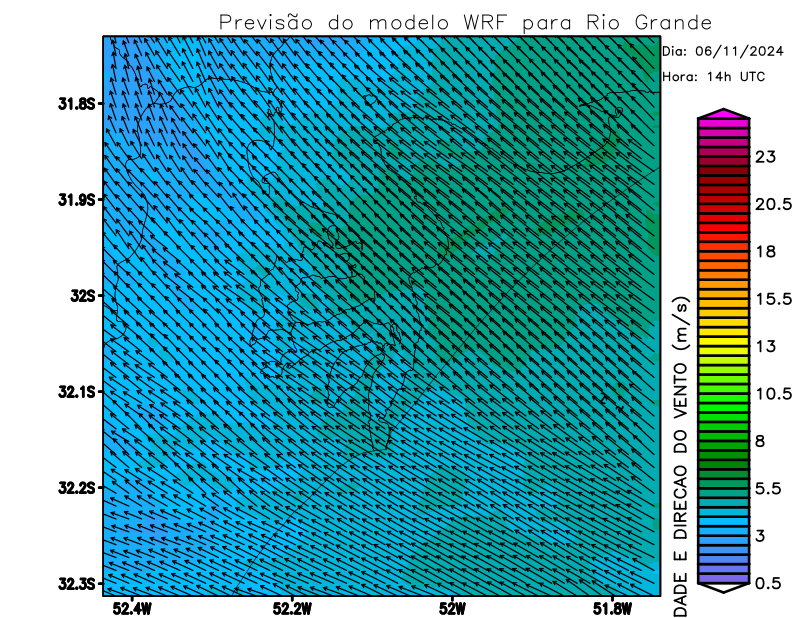 Previsão do modelo WRF para Rio Grande
Dia: 06/11/2024
Hora: 14h UTC
31.8S
31.9S
32S
32.1S
32.2S
32.3S
52.4W
52.2W
52W
51.8W
23
20.5
18
15.5
13
10.5
8
5.5
3
0.5
DADE E DIRECAO DO VENTO (m/s)